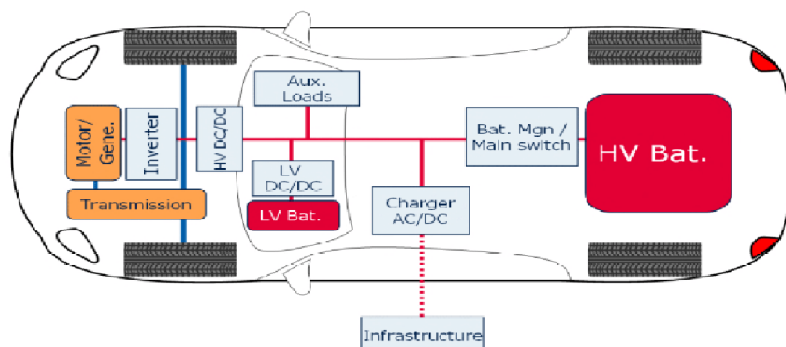 Aux.
Loads
Motor/
Gene.
Inverter
HV DC/DC
Bat. Mgn /
Main switch
HV Bat.
LV
DC/DC
Transmission
LV Bat.
Charger
AC/DC
Infrastructure